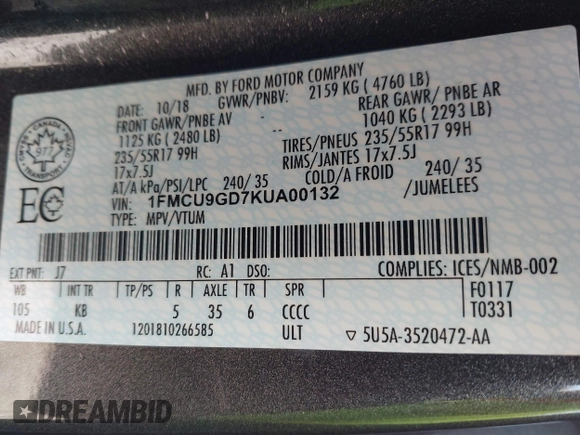 MFD. BY FORD MOTOR COMPANY
DATE: 10/18 GVWR/PNBV: 2159 KG ( 4760 LB)
FRONT GAWR/PNBE AV REAR GAWR/ PNBE AR
1125 KG ( 2480 LB) 1040 KG ( 2293 LB)
235/55R17 99H TIRES/PNEUS 235/55R17 99H
17x7.5J RIMS/JANTES 17x7.5J
AT/A kPa/PSI/LPC 240/ 35 COLD/A FROID 240/ 35
VIN: 1FMCU9GD7KUA00132 /JUMELEES
TYPE: MPV/VTUM
CANADA
977
EC
EXT PNT: J7 RC: A1 DSO: COMPLIES: ICES/NMB-002
WB INT TR TP/PS R AXLE TR SPR F0117
105 KB 5 35 6 CCCC T0331
MADE IN U.S.A. 1201810266585 ULT ▽ 5U5A-3520472-AA
DREAMBID